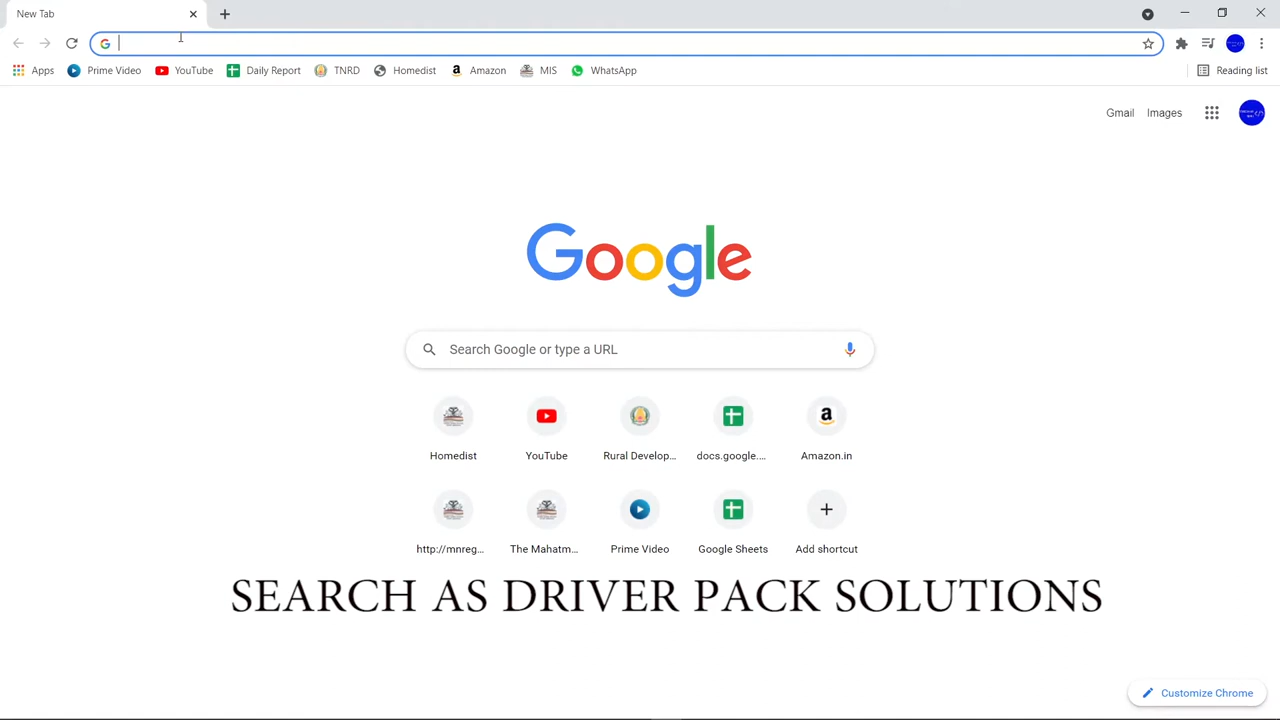 New Tab
Apps Prime Video YouTube Daily Report TNRD Homedist Amazon MIS WhatsApp Reading list
Gmail Images
Google
Search Google or type a URL
Homedist YouTube Rural Develop... docs.google.... Amazon.in
http://mnreg... The Mahatm... Prime Video Google Sheets Add shortcut
SEARCH AS DRIVER PACK SOLUTIONS
Customize Chrome